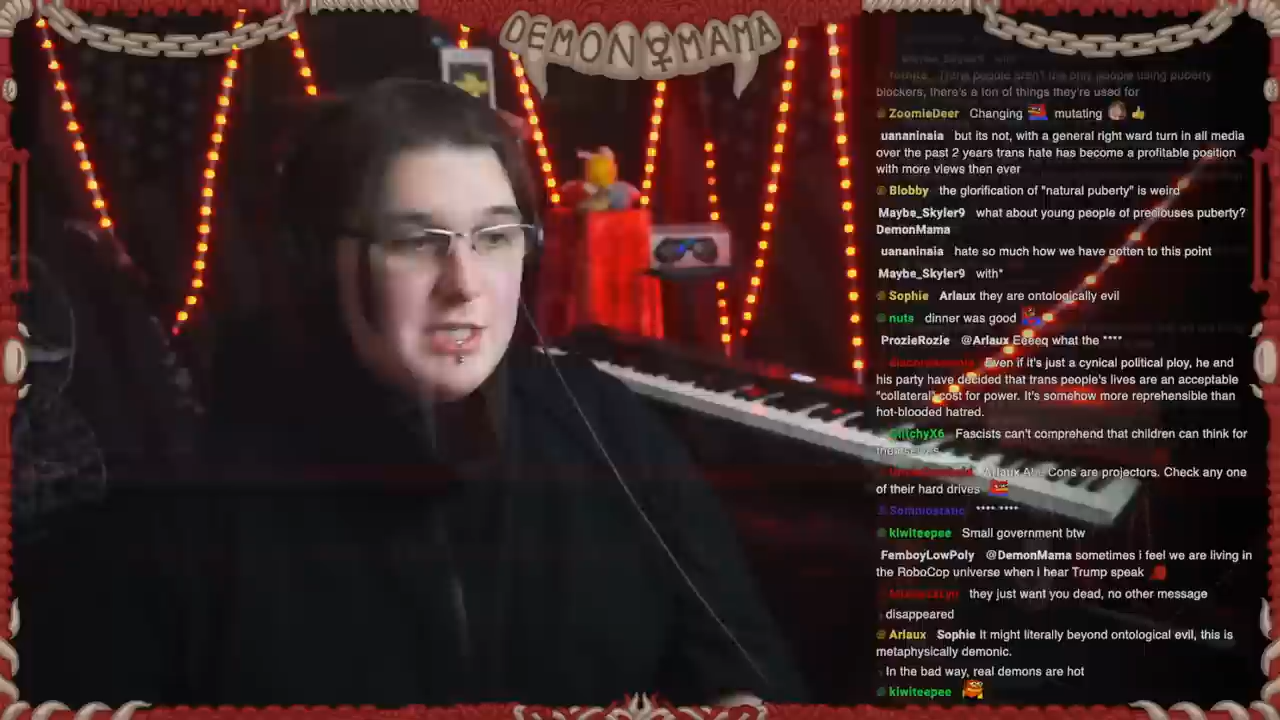 DEMON MAMA
people aren't the only people using puberty
blockers, there's a ton of things they're used for
ZoomieDeer Changing mutating
uananinaia but its not, with a general right ward turn in all media
over the past 2 years trans hate has become a profitable position
with more views then ever
Blobby the glorification of "natural puberty" is weird
Maybe_Skyler9 what about young people of preciouses puberty?
DemonMama
uananinaia hate so much how we have gotten to this point
Maybe_Skyler9 with*
Sophie Arlaux they are ontologically evil
nuts dinner was good
ProzieRozie @Arlaux Eeeeq what the ****
Even if it's just a cynical political ploy, he and
his party have decided that trans people's lives are an acceptable
"collateral" cost for power. It's somehow more reprehensible than
hot-blooded hatred.
GlitchyX6 Fascists can't comprehend that children can think for
themselves
Arlaux Cons are projectors. Check any one
of their hard drives
Somniostatic **** ****
kiwiteepee Small government btw
FemboyLowPoly @DemonMama sometimes i feel we are living in
the RoboCop universe when i hear Trump speak
they just want you dead, no other message
disappeared
Arlaux Sophie It might literally beyond ontological evil, this is
metaphysically demonic.
In the bad way, real demons are hot
kiwiteepee